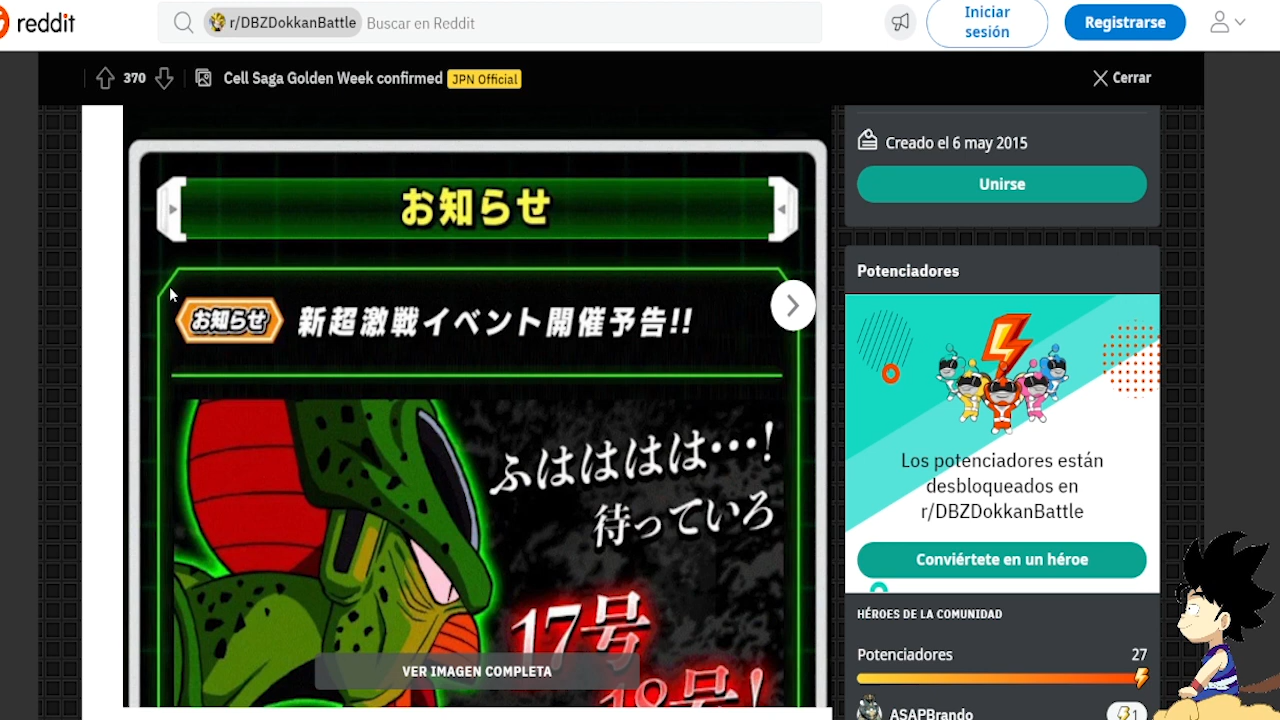 reddit
r/DBZDokkanBattle Buscar en Reddit
Iniciar
sesión
Registrarse
370
Cell Saga Golden Week confirmed JPN Official
Cerrar
お知らせ
お知らせ 新超激戦イベント開催予告!!
ふはははは…!
待っていろ
17号
18号!
VER IMAGEN COMPLETA
Creado el 6 may 2015
Unirse
Potenciadores
Los potenciadores están
desbloqueados en
r/DBZDokkanBattle
Conviértete en un héroe
HÉROES DE LA COMUNIDAD
Potenciadores 27
ASAPBrando 1